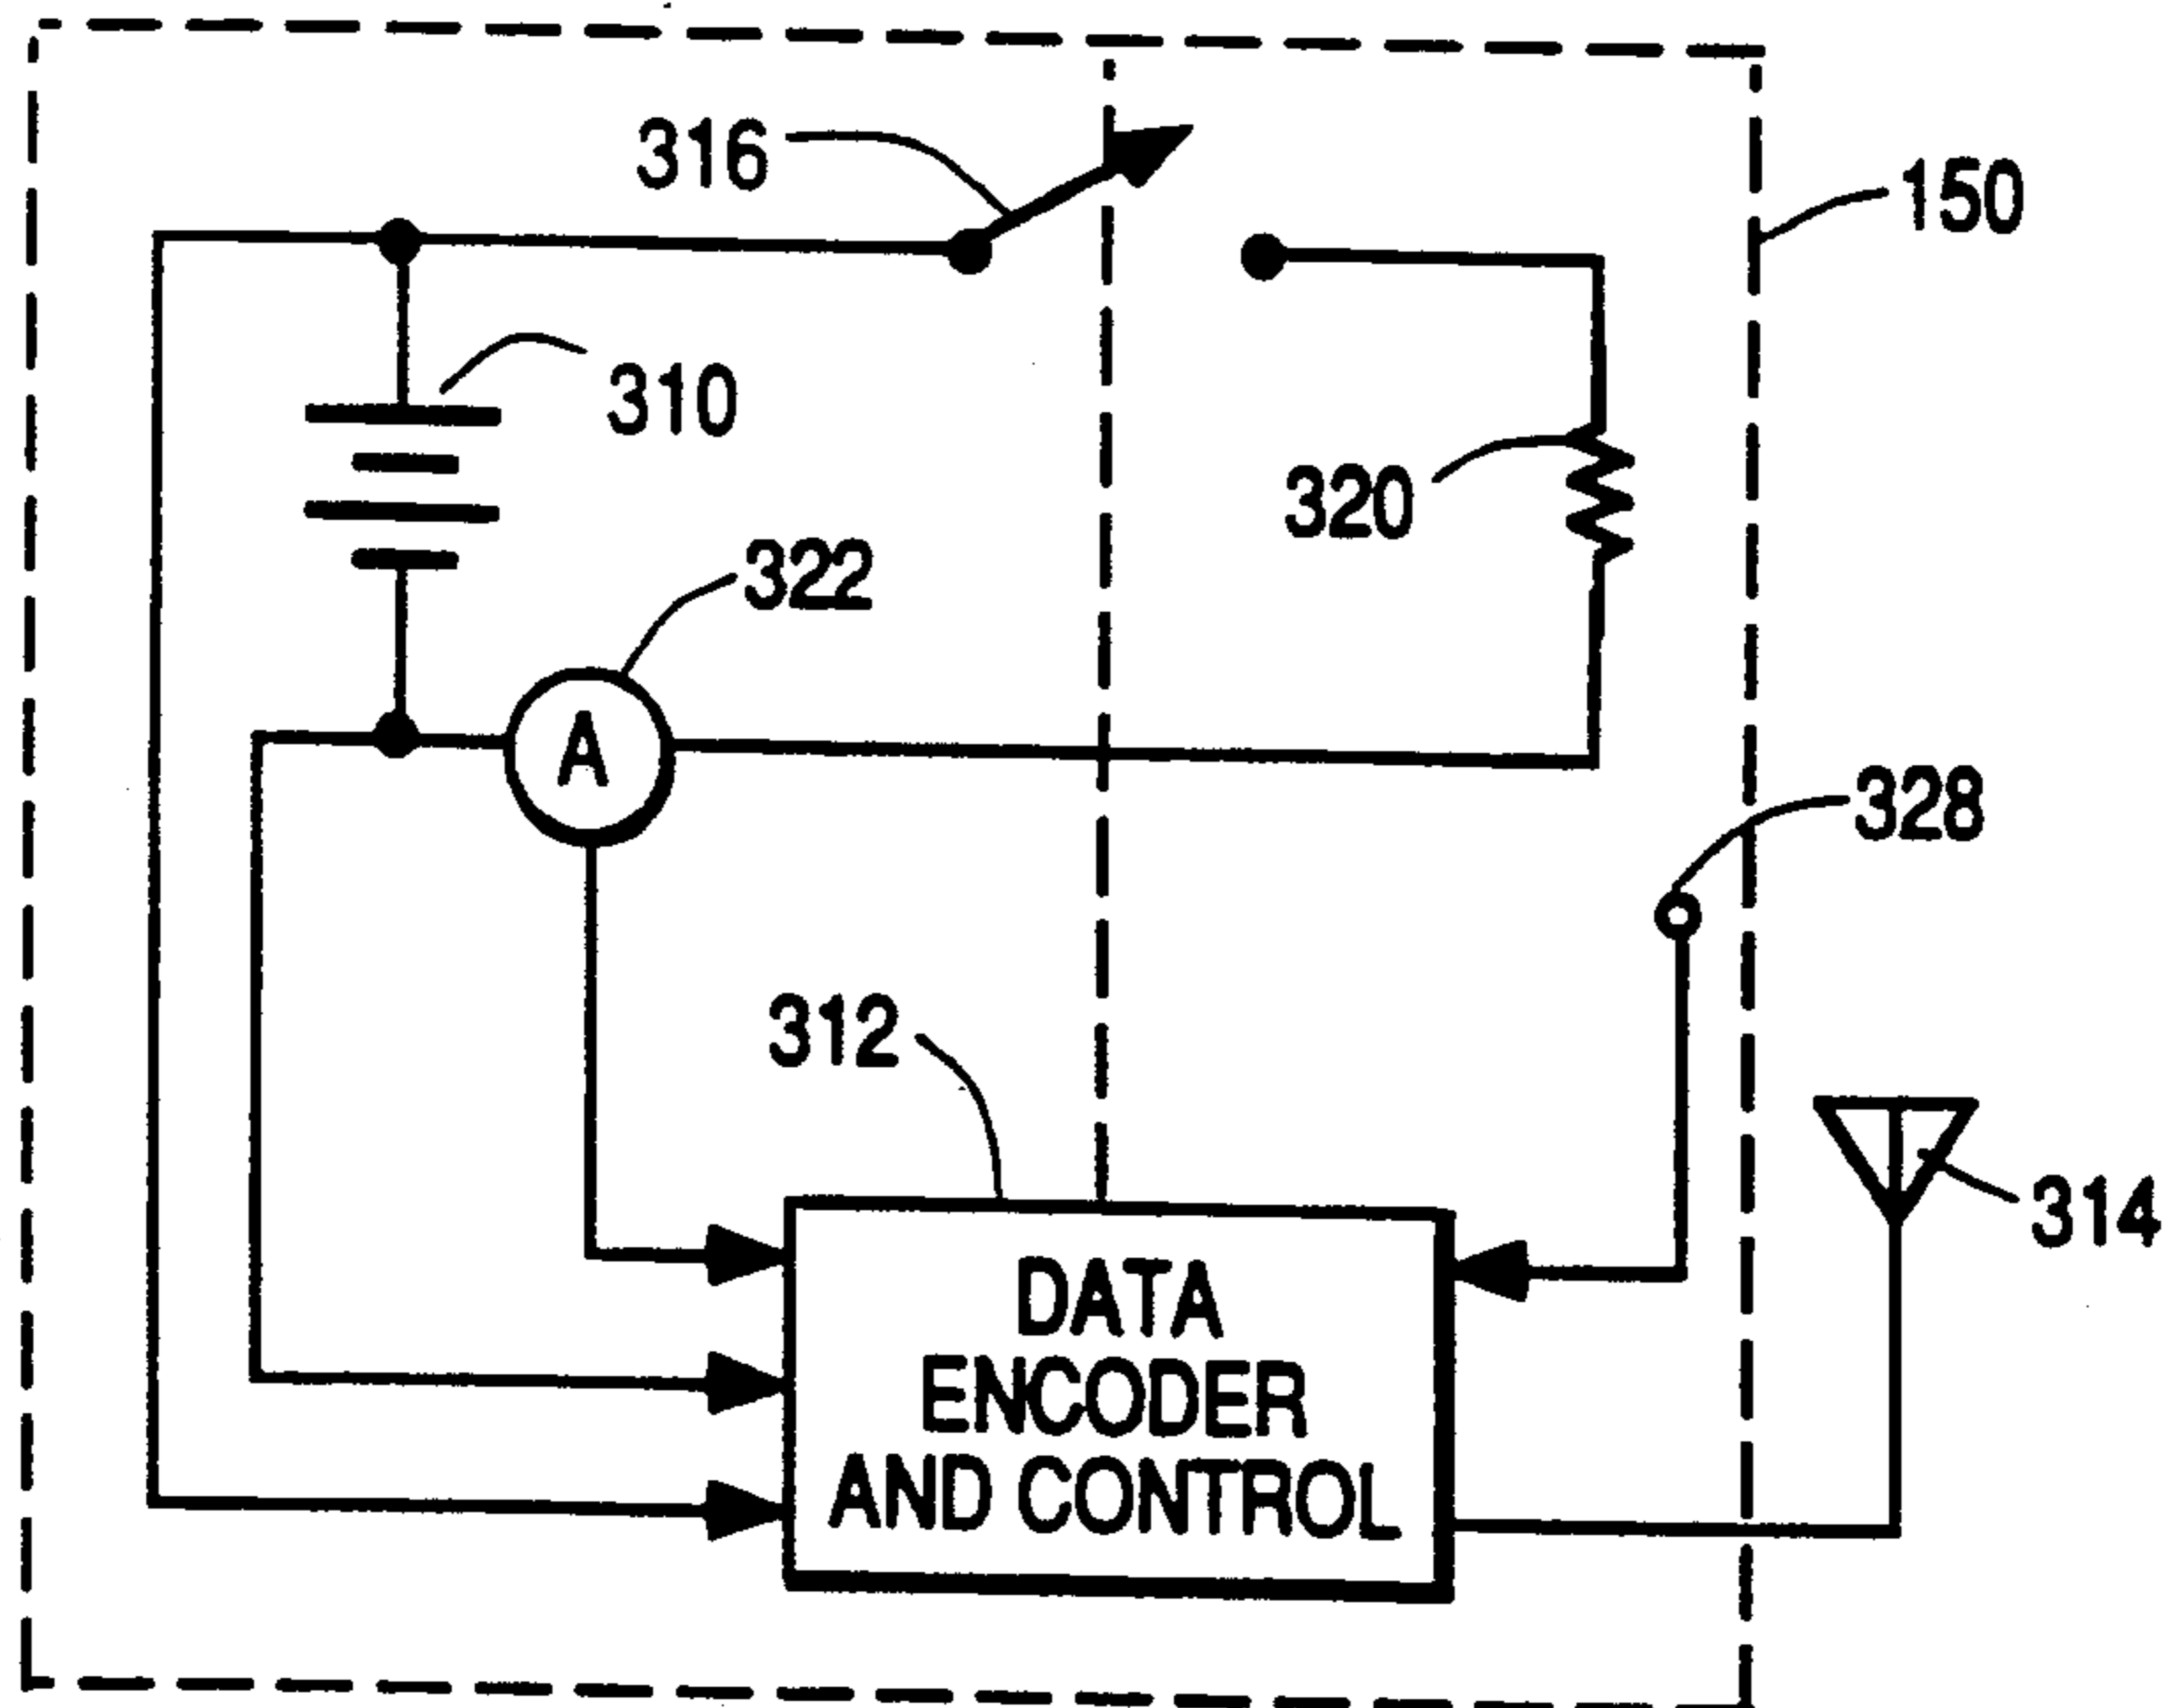 316
150
310
320
322
A
328
312
314
DATA
ENCODER
AND CONTROL